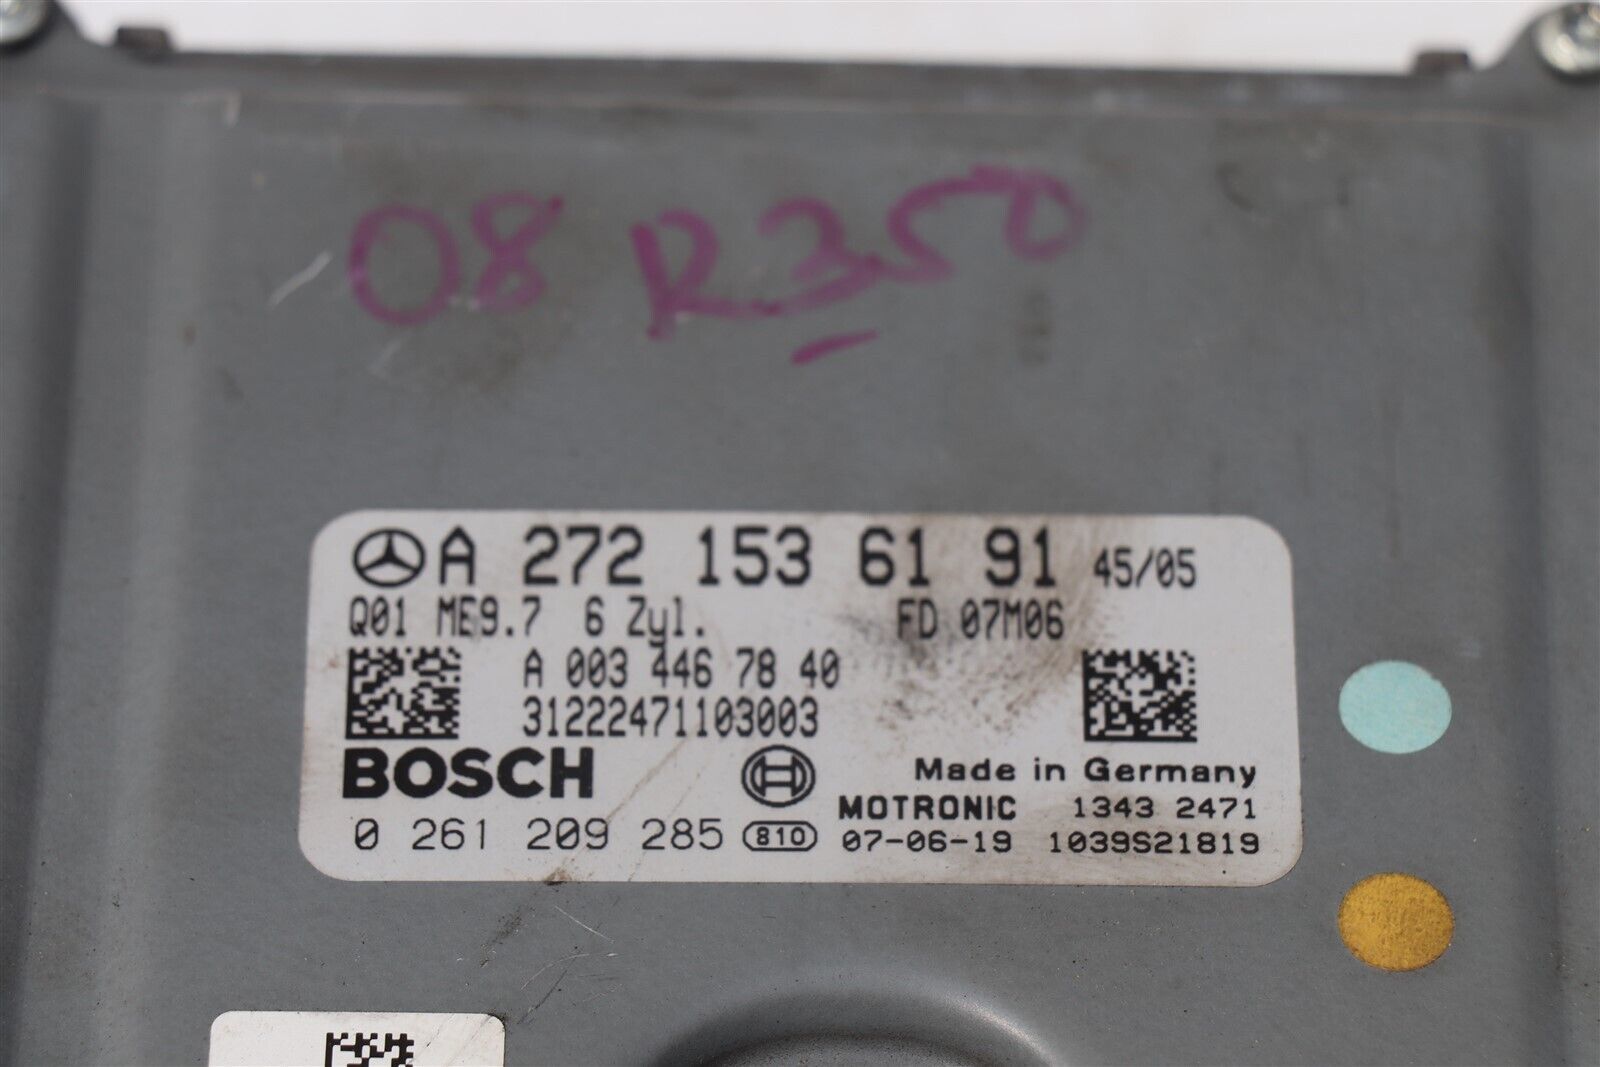 08 R350
A 272 153 61 91 45/05
Q01 ME9.7 6 Zyl. FD 07M06
A 003 446 78 40
31222471103003
BOSCH
Made in Germany
MOTRONIC 1343 2471
0 261 209 285 810 07-06-19 1039S21819